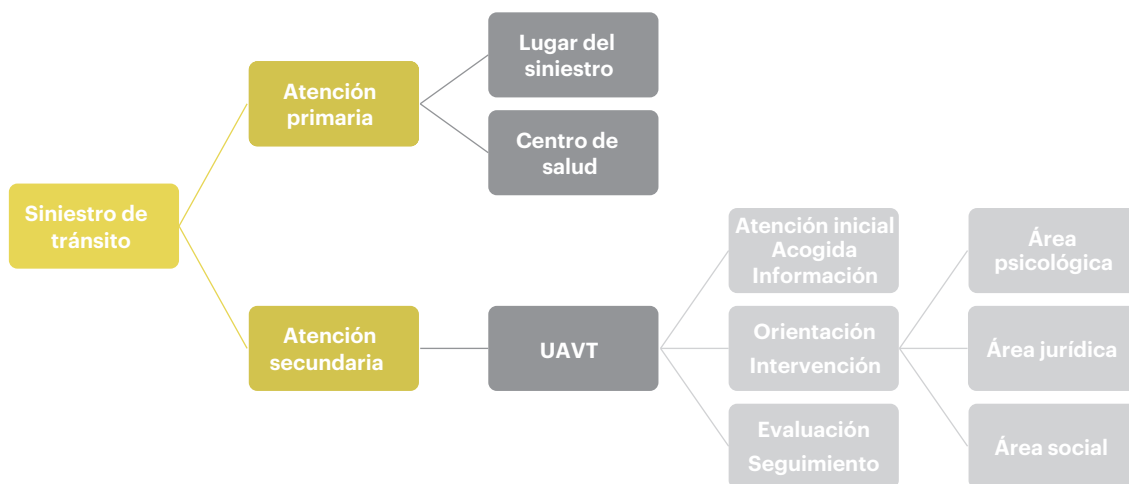 Siniestro de
tránsito
Atención
primaria
Lugar del
siniestro
Centro de
salud
Atención
secundaria
UAVT
Atención inicial
Acogida
Información
Orientación
Intervención
Evaluación
Seguimiento
Área
psicológica
Área jurídica
Área social